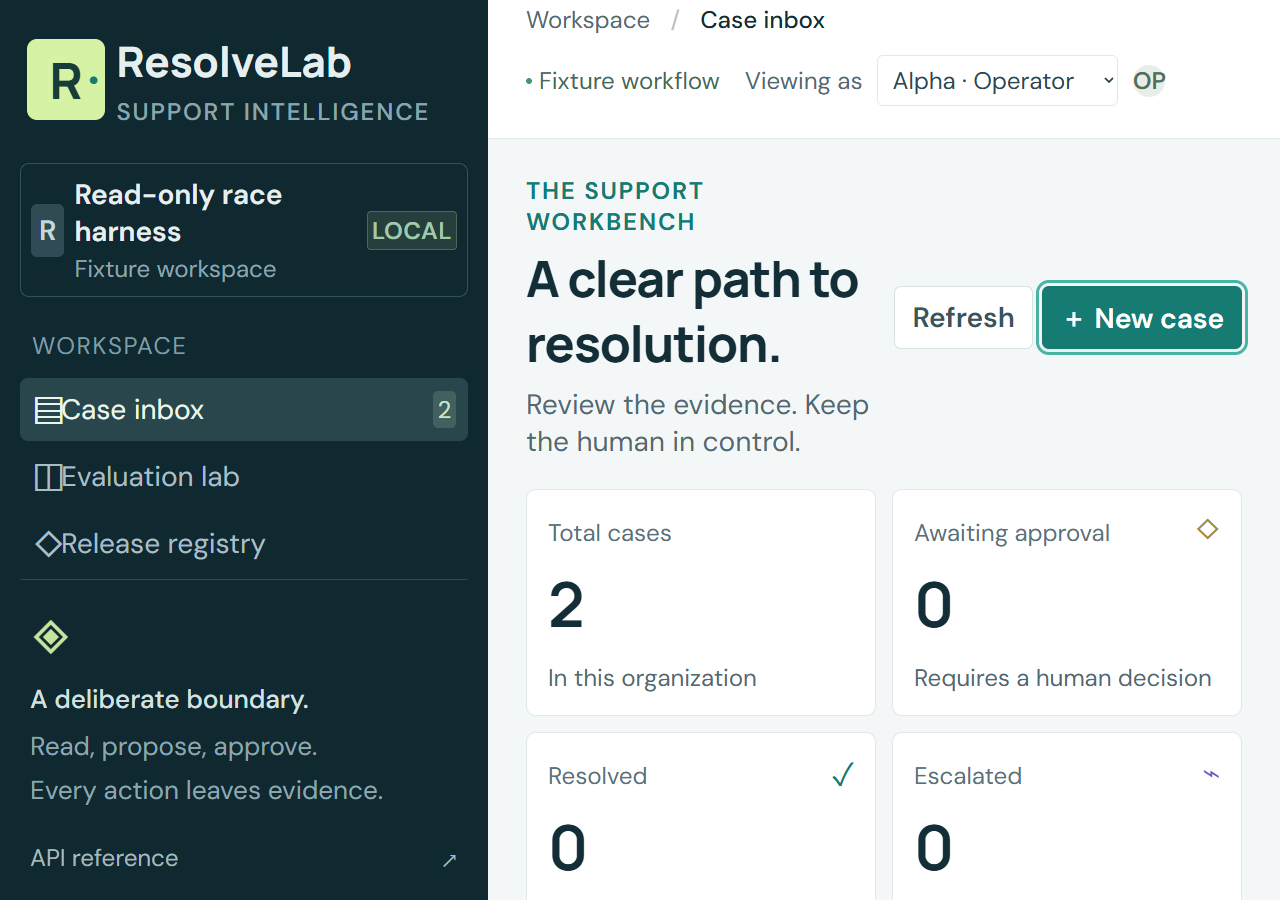 R
ResolveLab
SUPPORT INTELLIGENCE
R
Read-only race
harness
Fixture workspace
LOCAL
WORKSPACE
Case inbox
2
Evaluation lab
Release registry
A deliberate boundary.
Read, propose, approve.
Every action leaves evidence.
API reference ↗
Workspace / Case inbox
• Fixture workflow
Viewing as
Alpha · Operator
OP
THE SUPPORT
WORKBENCH
A clear path to
resolution.
Review the evidence. Keep
the human in control.
Refresh
+ New case
Total cases
2
In this organization
Awaiting approval
0
Requires a human decision
Resolved ✓
0
Escalated
0